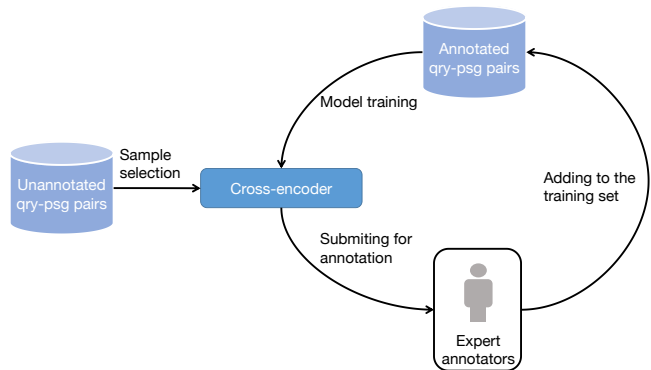 Annotated
qry-psg pairs
Model training
Sample
selection
Unannotated
qry-psg pairs
Cross-encoder
Adding to the
training set
Submiting for
annotation
Expert
annotators